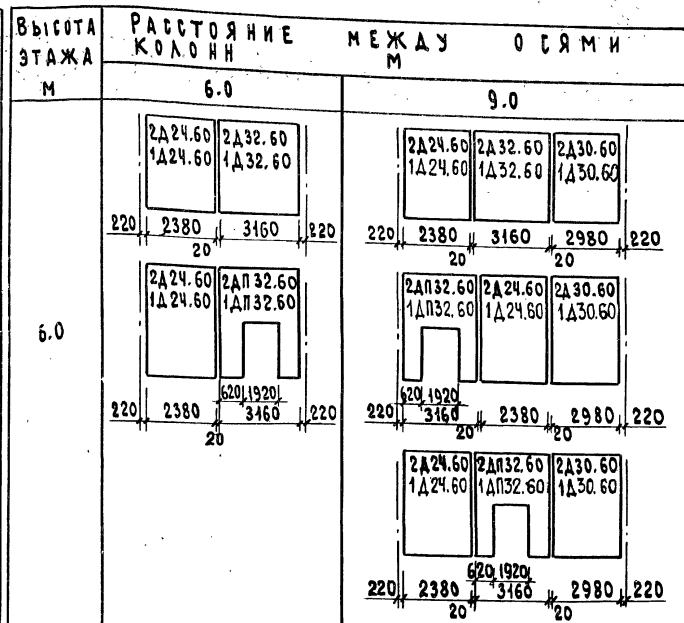 Высота этажа м
Расстояние между осями колонн м
6.0
9.0
6.0
2Д24.60 2Д32.60
1Д24.60 1Д32.60
220 2380 3160 220
20
2Д24.60 2ДП32.60
1Д24.60 1ДП32.60
620 1920
220 2380 3160 220
20
2Д24.60 2Д32.60 2Д30.60
1Д24.60 1Д32.60 1Д30.60
220 2380 3160 2980 220
20 20
2ДП32.60 2Д24.60 2Д30.60
1ДП32.60 1Д24.60 1Д30.60
620 1920
220 3160 2380 2980 220
20 20
2Д24.60 2ДП32.60 2Д30.60
1Д24.60 1ДП32.60 1Д30.60
620 1920
220 2380 3160 2980 220
20 20